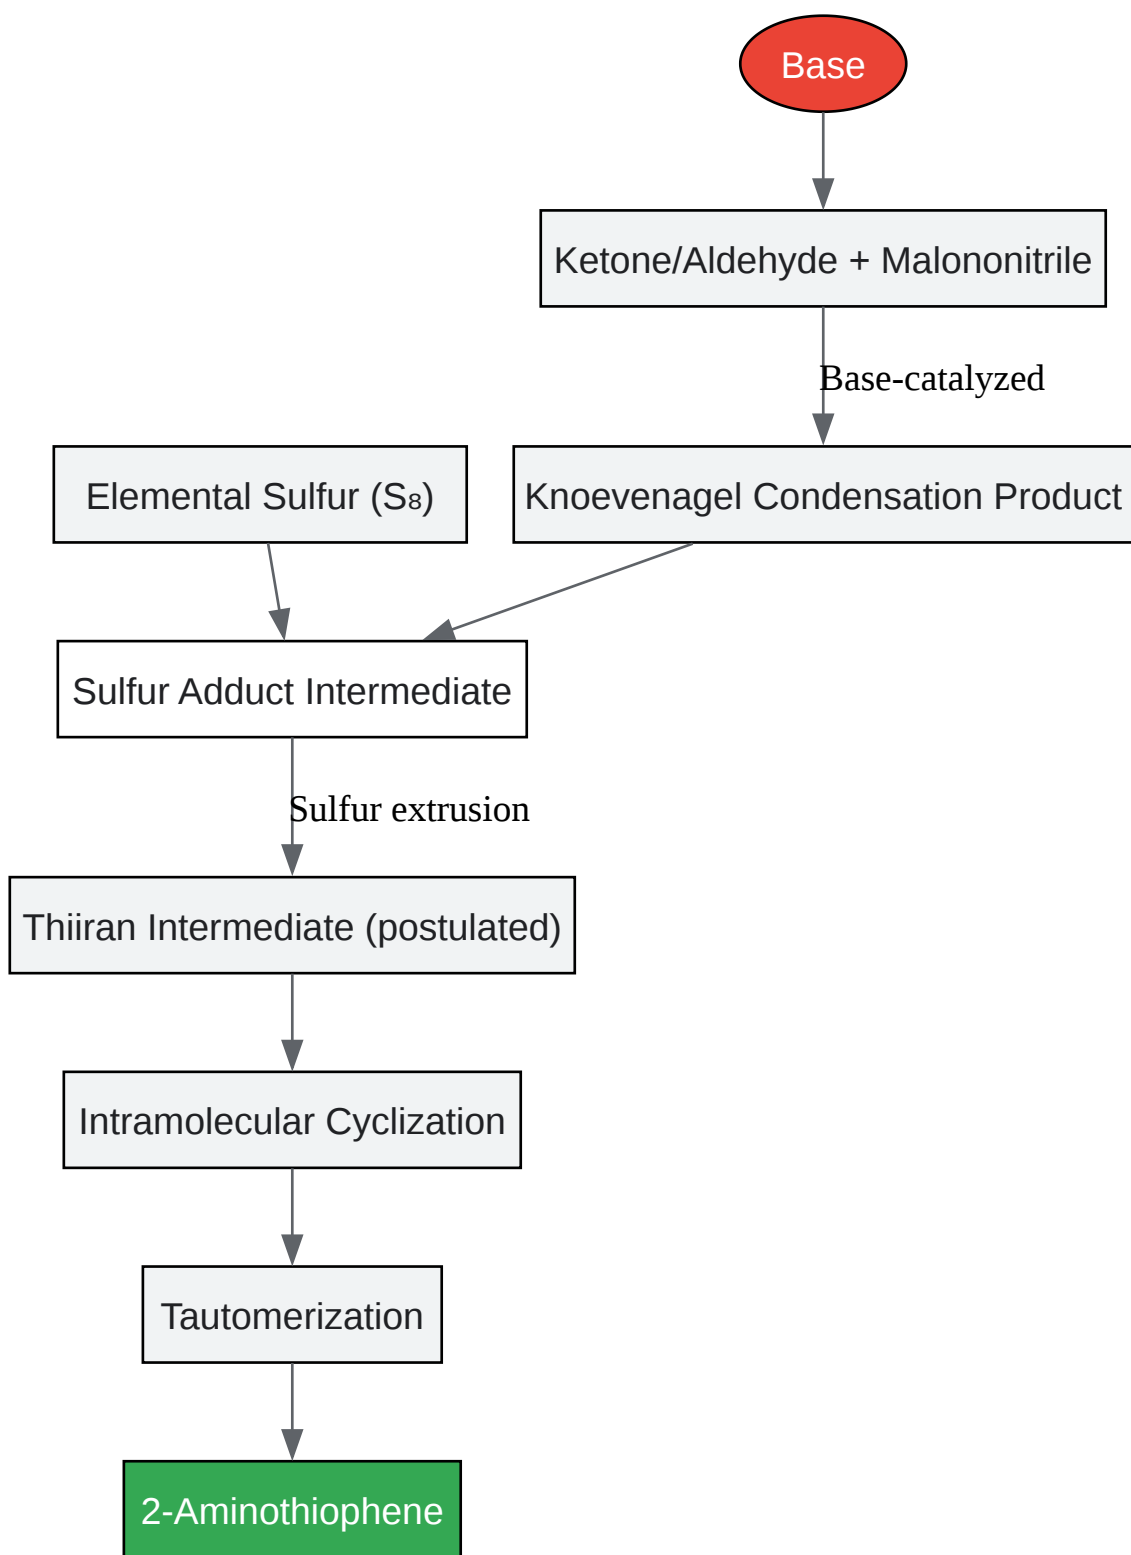 Base
Ketone/Aldehyde + Malononitrile
Base-catalyzed
Elemental Sulfur (S₈)
Knoevenagel Condensation Product
Sulfur Adduct Intermediate
Sulfur extrusion
Thiiran Intermediate (postulated)
Intramolecular Cyclization
Tautomerization
2-Aminothiophene